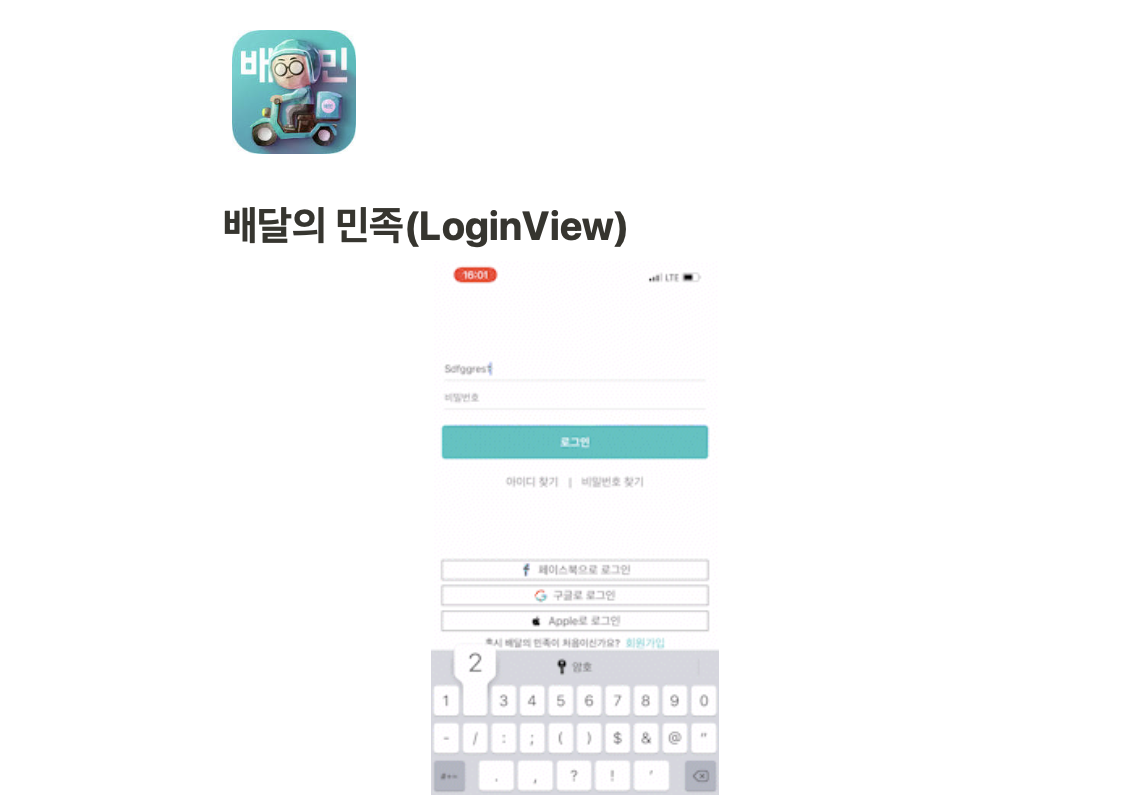 배민
배달의 민족(LoginView)
16:01 LTE
Sdfggrest
비밀번호
로그인
아이디 찾기 | 비밀번호 찾기
페이스북으로 로그인
구글로 로그인
Apple로 로그인
혹시 배달의 민족이 처음이신가요? 회원가입
2
암호
1 3 4 5 6 7 8 9 0
- / : ; ( ) $ & @ "
#+= . , ? ! '